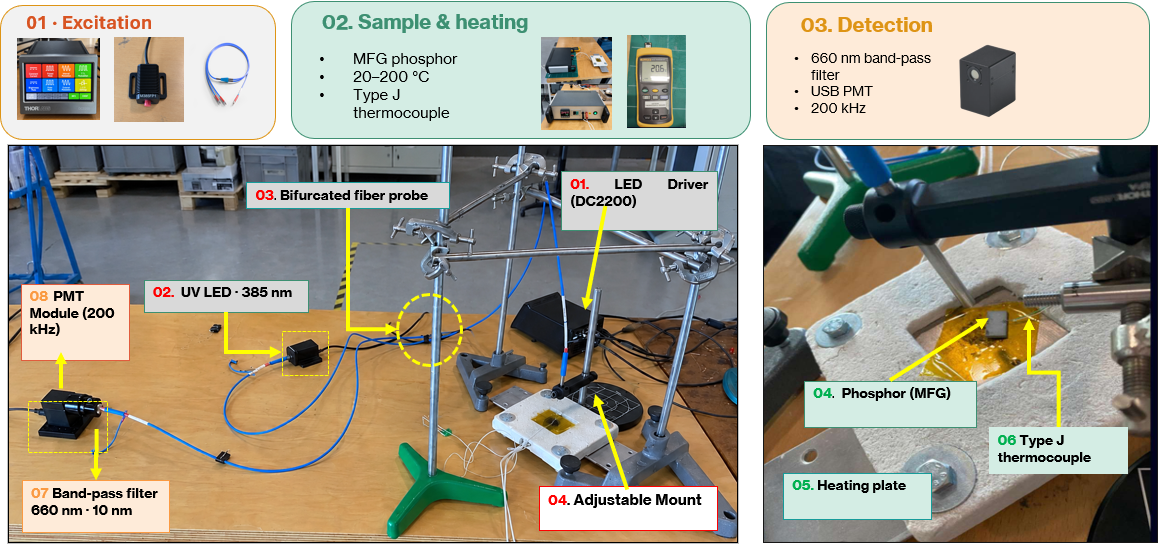 01 · Excitation
THORLABS
02. Sample & heating
• MFG phosphor
• 20–200 °C
• Type J
thermocouple
206
03. Detection
• 660 nm band-pass
filter
• USB PMT
• 200 kHz
03. Bifurcated fiber probe
01. LED Driver
(DC2200)
02. UV LED · 385 nm
08 PMT
Module (200
kHz)
07 Band-pass filter
660 nm · 10 nm
04. Adjustable Mount
THORLABS
04. Phosphor (MFG)
06 Type J
thermocouple
05. Heating plate